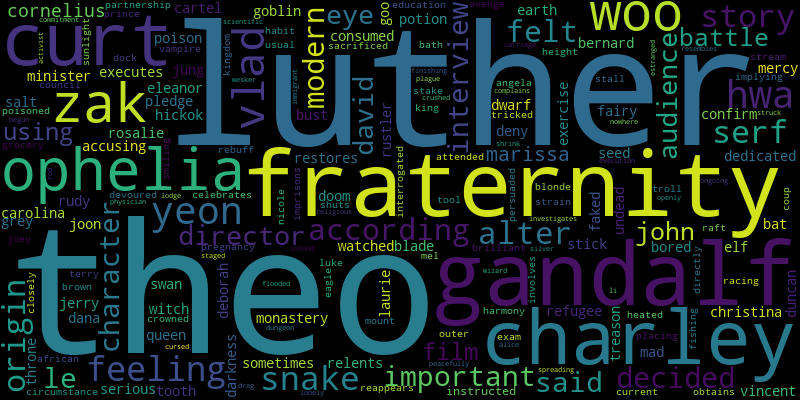 luther
theo
fraternity
gandalf
charley
curt
zak
ophelia
woo
hwa
serf
vlad
yeon
felt
story
battle
audience
interview
modern
eye
david
cornelius
cartel
goblin
potion
consumed
earth
height
bernard
partnership
education
avenge
commitment
prince
activist
sunlight
dock
vampire
scientific
kingdom
habit
usual
sacrificed
bath
carriage
resembles
estranged
stream
implying
mercy
confirm
struck
nowhere
poison
minister
executes
jung
council
salt
poisoned
begun
grocery
using
accusing
eleanor
pledge
hickok
rosalie
rebuff
bust
restores
rustler
stake
crushed
king
plague
finishing
mesker
immigrant
angela
complains
dwarf
tricked
shrink
deny
marissa
exercise
stall
fairy
seed
execution
dedicated
smiling
rod
devoured
physician
lodge
celebrates
nicole
imprisons
doom
shuts
religious
interrogated
attended
tool
persuaded
blonde
strain
faked
undead
troll
openly
ongoing
coup
investigates
john
raft
bat
elf
bored
rudy
carolina
grey
joey
joon
character
director
according
alter
stick
watched
blade
mel
brilliant
pregnancy
staged
antone
terry
brown
closely
swan
jerry
witch
dana
crowned
queen
cursed
deborah
luke
eagle
flooded
laurie
monastery
mount
silver
wizard
involves
li
refugee
directly
racing
duncan
christina
fishing
heated
placing
treason
mad
harmony
outer
exam
alice
film
peacefully
spreading
dungeon
origin
throne
african
le
circumstance
serious
tooth
feeling
darkness
drag
sometimes
snake
relents
lonely
reappears
important
instructed
said
decided
current
obtains
vincent